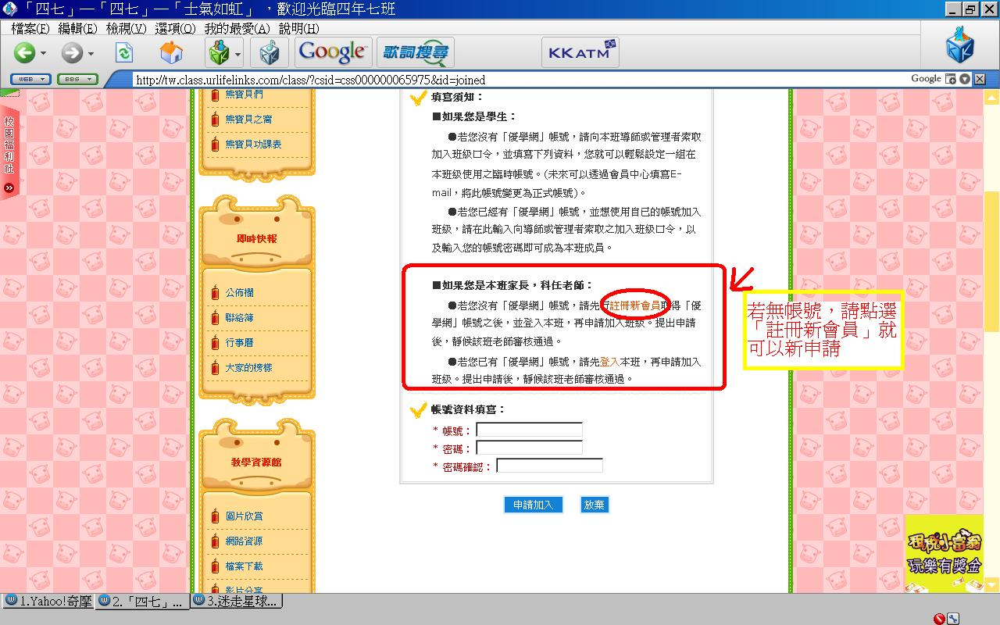 「四七」—「四七」—「士氣如虹」 ，歡迎光臨四年七班
檔案(F) 編輯(E) 檢視(V) 選項(O) 我的最愛(A) 說明(H)
Google 歌詞搜尋 KKATM KK
WEB BBS http://tw.class.urlifelinks.com/class/?csid=css000000065975&id=joined Google
校園福利社
熊寶貝們
熊寶貝之窩
熊寶貝功課表
即時快報
公佈欄
聯絡簿
行事曆
大家的榜樣
教學資源館
圖片欣賞
網路資源
檔案下載
影片分享
填寫須知：
■如果您是學生：
●若您沒有「優學網」帳號，請向本班導師或管理者索取
加入班級口令，並填寫下列資料，您就可以輕鬆設定一組在
本班級使用之臨時帳號。(未來可以透過會員中心填寫E-
mail，將此帳號變更為正式帳號)。
●若您已經有「優學網」帳號，並想使用自已的帳號加入
班級，請在此輸入向導師或管理者索取之加入班級口令，以
及輸入您的帳號密碼即可成為本班成員。
■如果您是本班家長，科任老師：
●若您沒有「優學網」帳號，請先行註冊新會員取得「優
學網」帳號之後，並登入本班，再申請加入班級。提出申請
後，靜候該班老師審核通過。
●若您已有「優學網」帳號，請先登入本班，再申請加入
班級。提出申請後，靜候該班老師審核通過。
若無帳號，請點選
「註冊新會員」就
可以新申請
帳號資料填寫：
* 帳號：
* 密碼：
* 密碼確認：
申請加入 放棄
租稅小富翁
玩樂有獎金
1.Yahoo!奇摩 2.「四七」... 3.迷走星球...